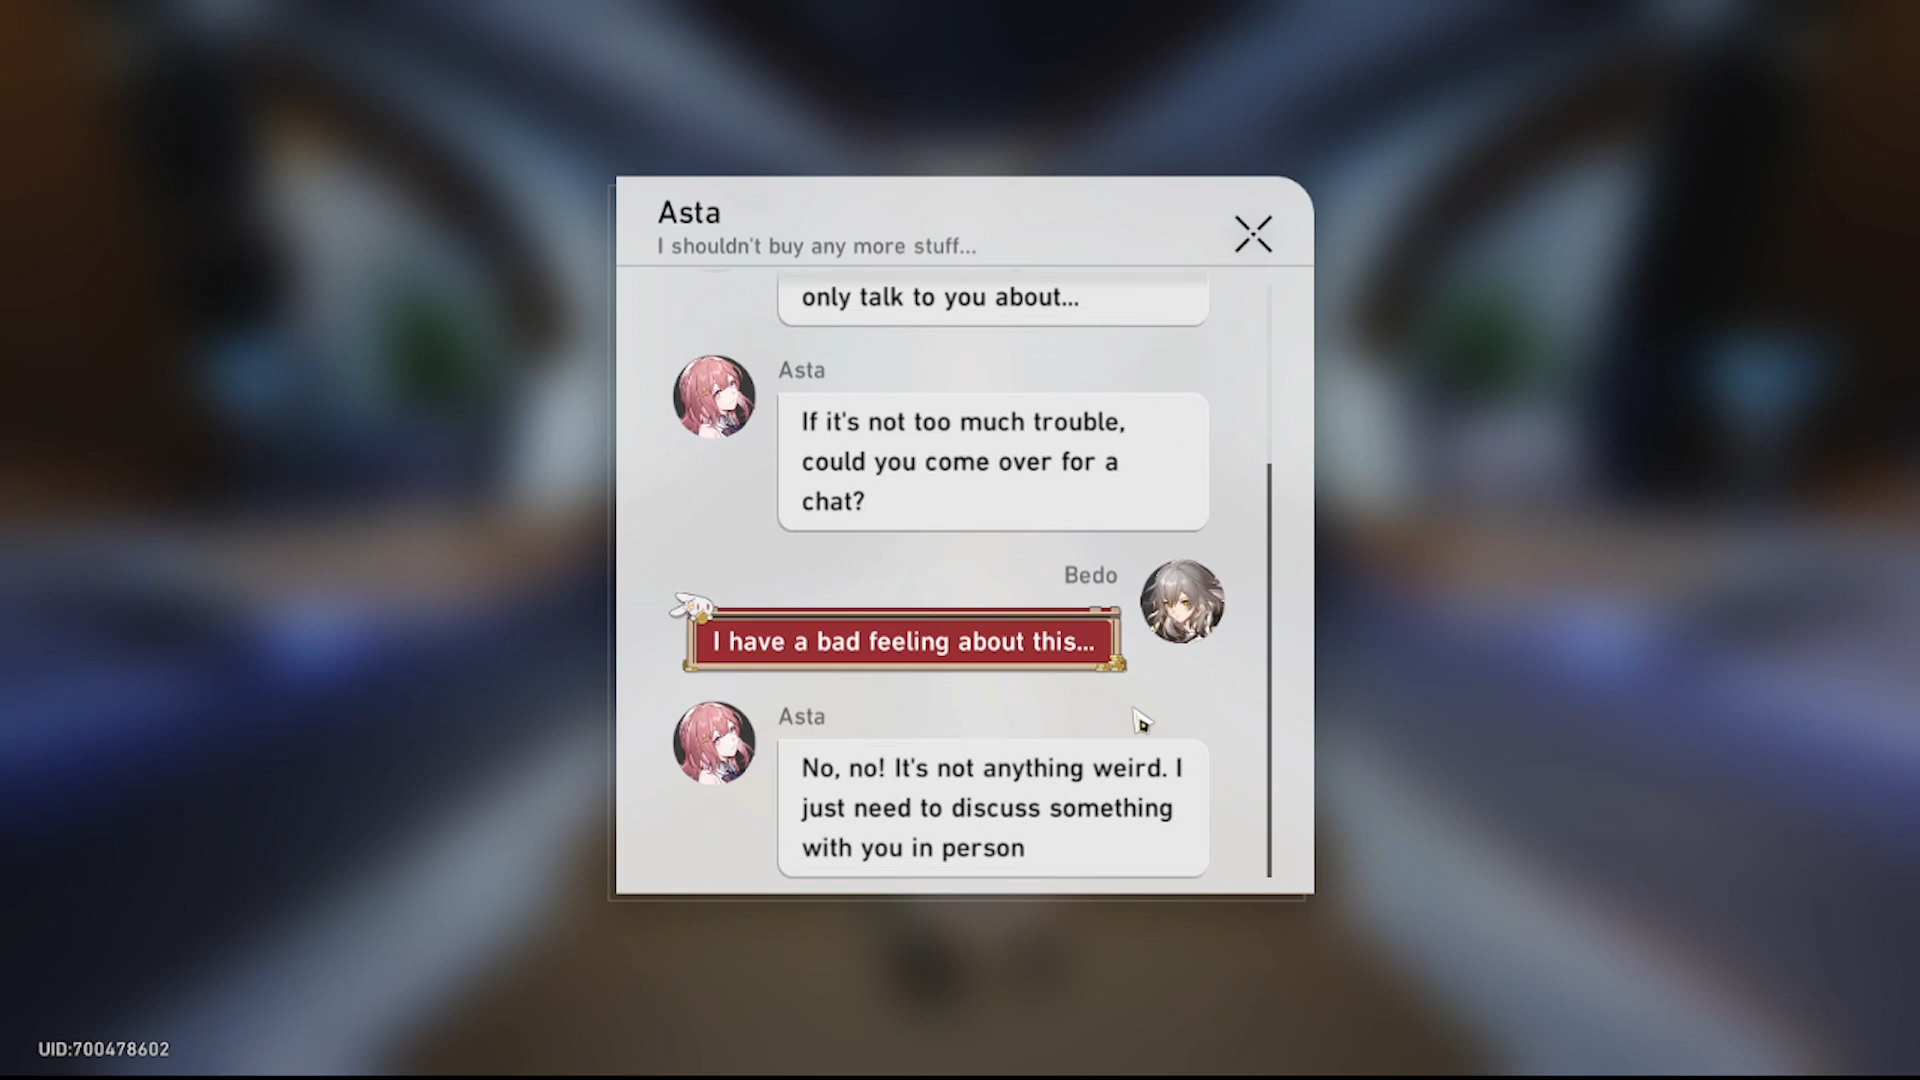 Asta
I shouldn't buy any more stuff...
only talk to you about...
Asta
If it's not too much trouble,
could you come over for a
chat?
Bedo
I have a bad feeling about this...
Asta
No, no! It's not anything weird. I
just need to discuss something
with you in person
UID:700478602